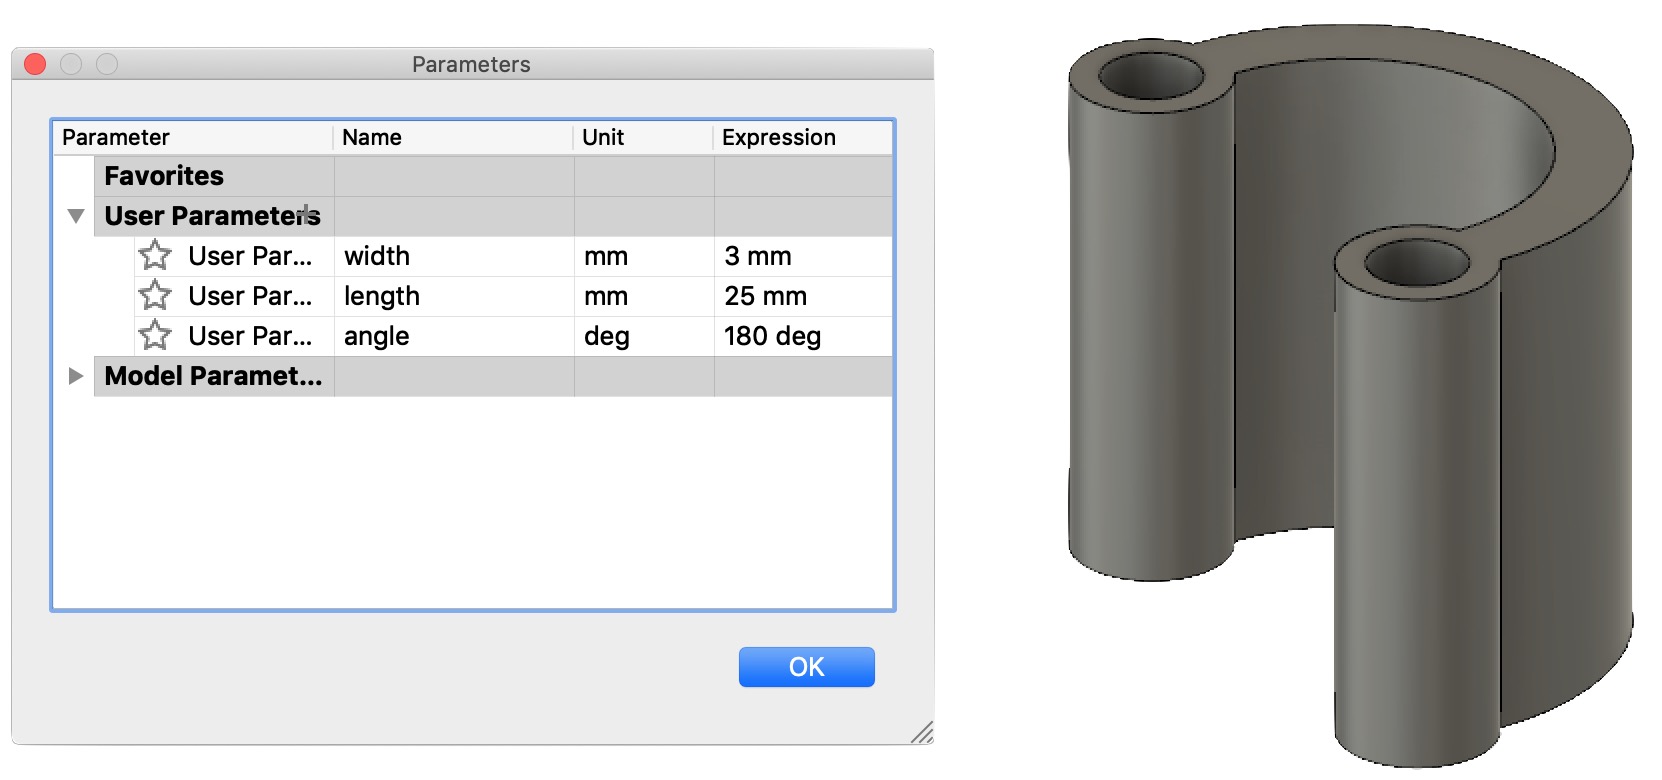 Parameters
Parameter Name Unit Expression
Favorites
User Parameters
User Par... width mm 3 mm
User Par... length mm 25 mm
User Par... angle deg 180 deg
Model Paramet...
OK